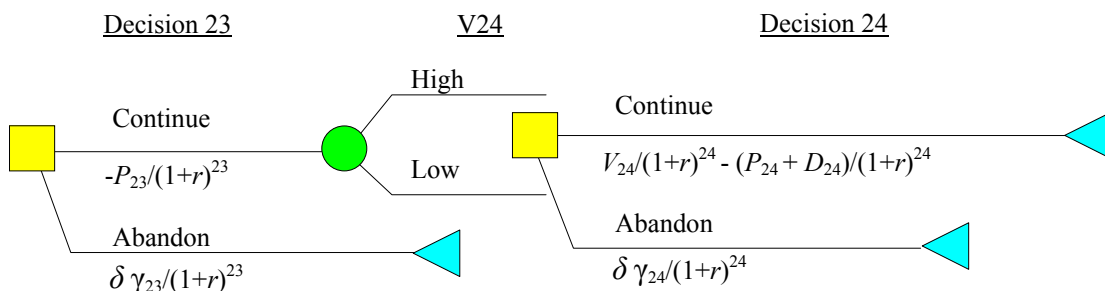 Decision 23 V24 Decision 24
High
Continue Continue
-P₂₃/(1+r)²³ V₂₄/(1+r)²⁴ - (P₂₄ + D₂₄)/(1+r)²⁴
Low
Abandon Abandon
δ γ₂₃/(1+r)²³ δ γ₂₄/(1+r)²⁴